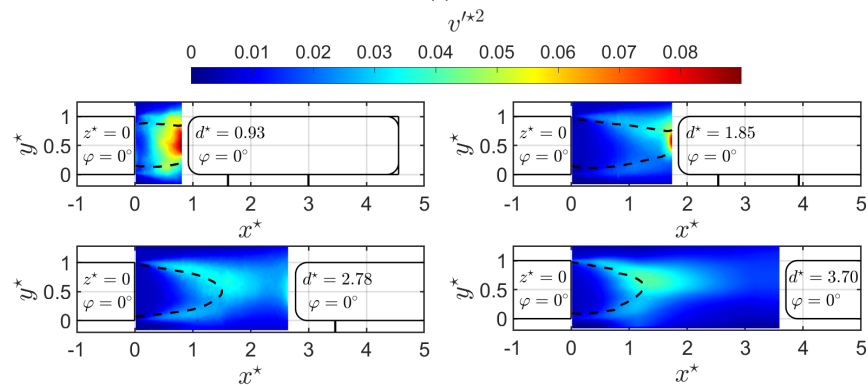 v′⋆2
0 0.01 0.02 0.03 0.04 0.05 0.06 0.07 0.08
y⋆
1
0.5
0
z⋆ = 0
φ = 0°
d⋆ = 0.93
φ = 0°
-1 0 1 2 3 4 5
x⋆
y⋆
1
0.5
0
z⋆ = 0
φ = 0°
d⋆ = 1.85
φ = 0°
-1 0 1 2 3 4 5
x⋆
y⋆
1
0.5
0
z⋆ = 0
φ = 0°
d⋆ = 2.78
φ = 0°
-1 0 1 2 3 4 5
x⋆
y⋆
1
0.5
0
z⋆ = 0
φ = 0°
d⋆ = 3.70
φ = 0°
-1 0 1 2 3 4 5
x⋆